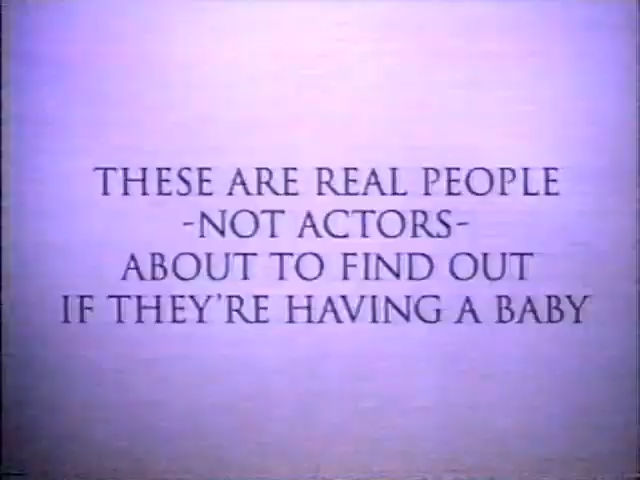 THESE ARE REAL PEOPLE
-NOT ACTORS-
ABOUT TO FIND OUT
IF THEY'RE HAVING A BABY